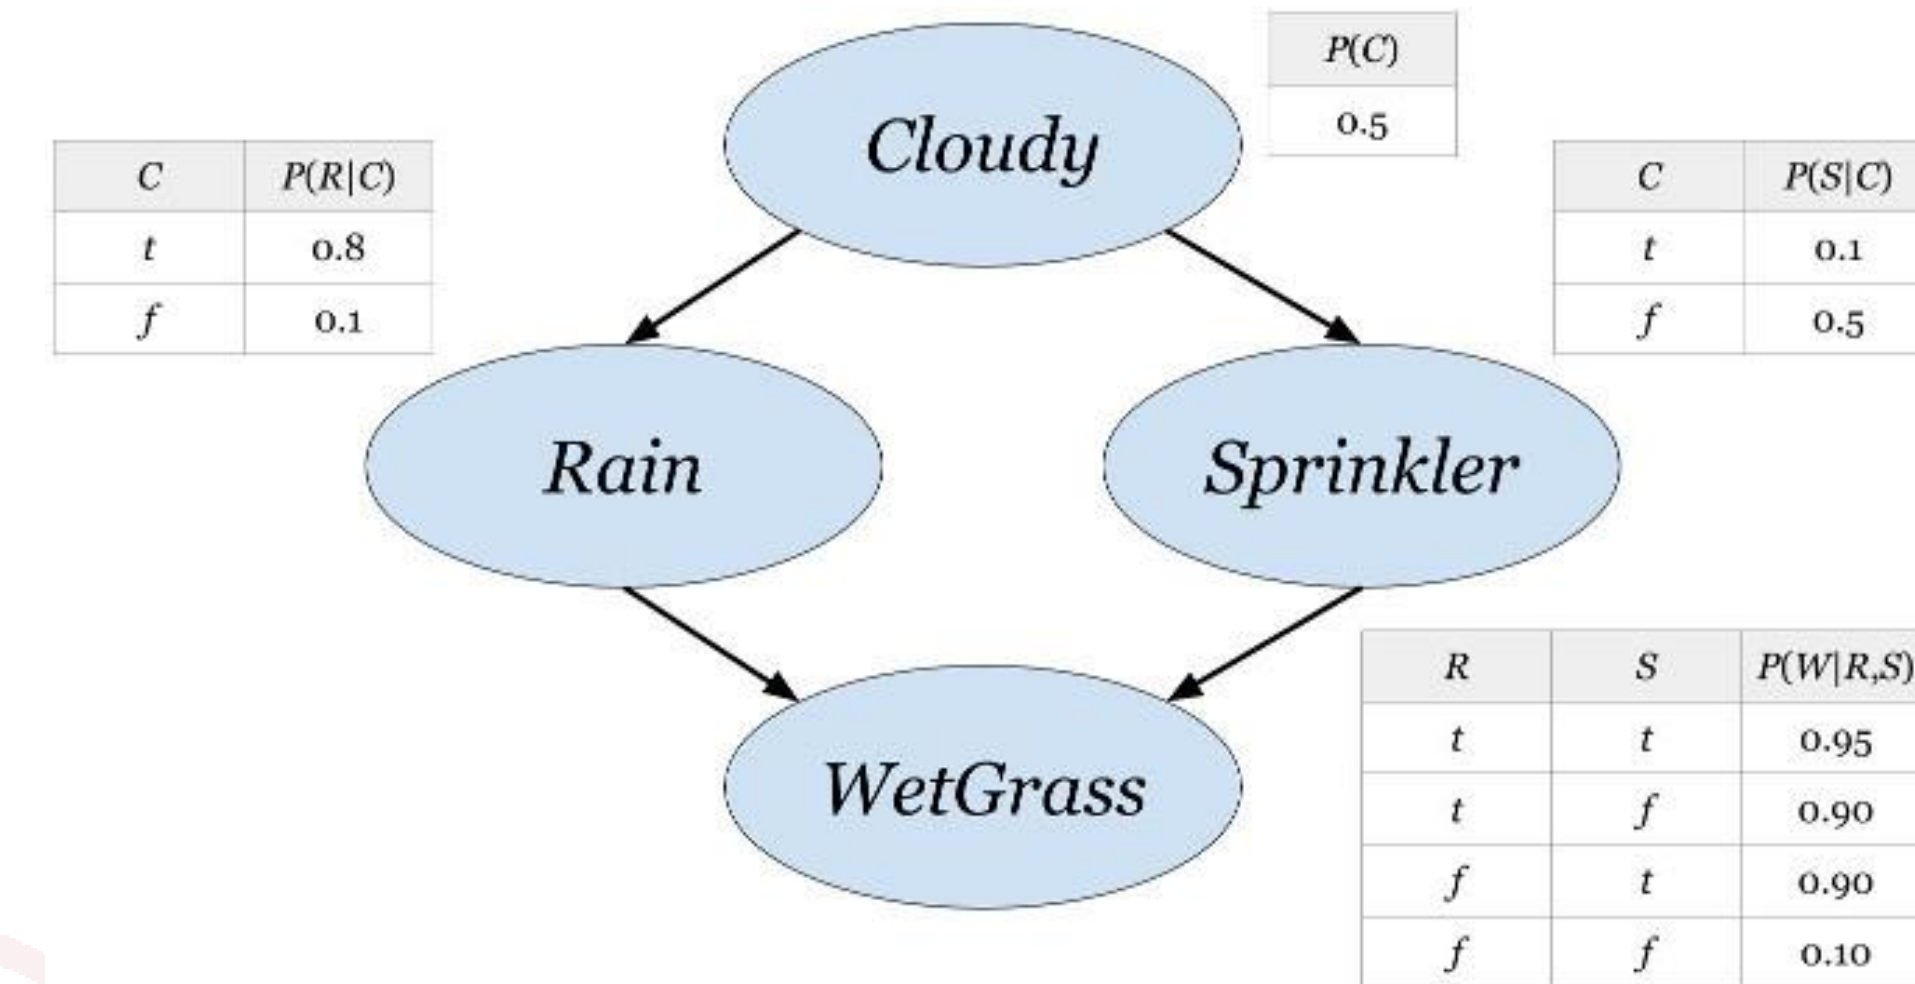 P(C)
0.5
Cloudy
C P(R|C)
t 0.8
f 0.1
C P(S|C)
t 0.1
f 0.5
Rain
Sprinkler
WetGrass
R S P(W|R,S)
t t 0.95
t f 0.90
f t 0.90
f f 0.10